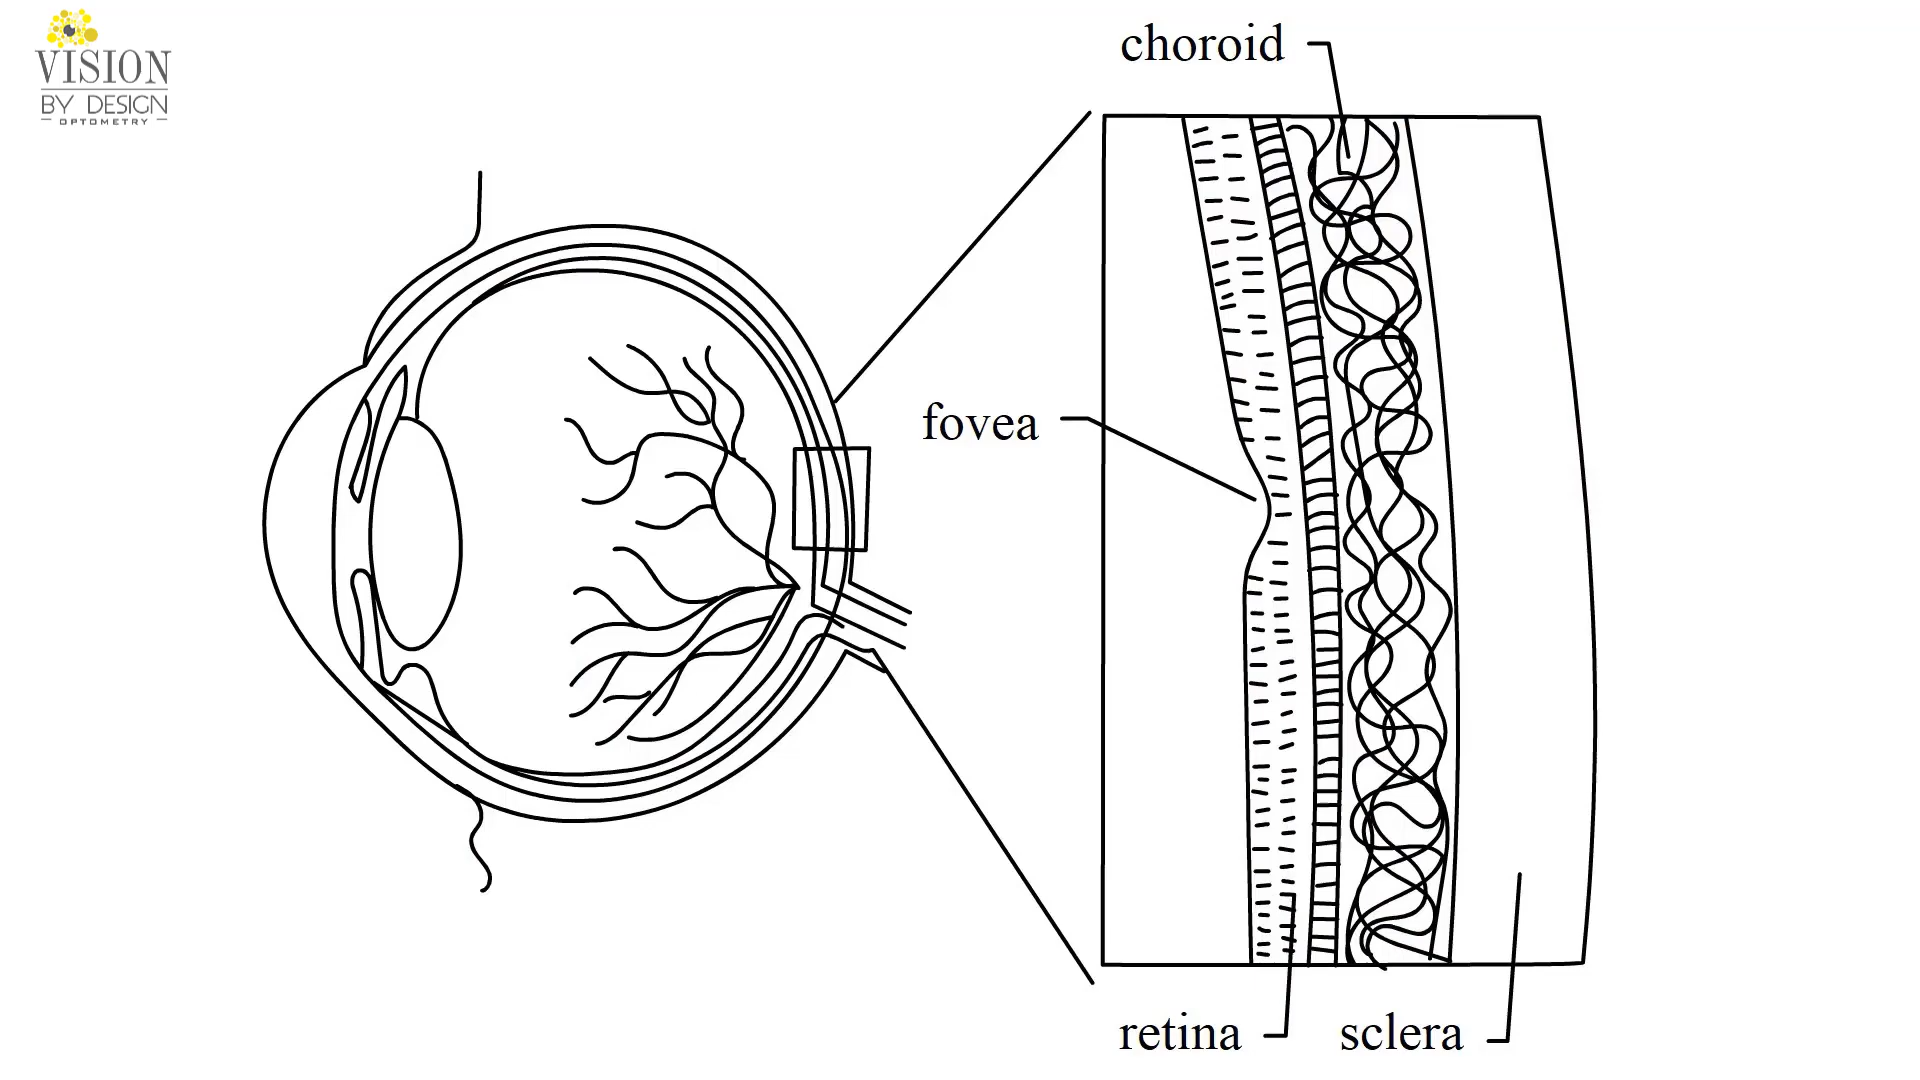 VISION
BY DESIGN
OPTOMETRY
choroid
fovea
retina
sclera